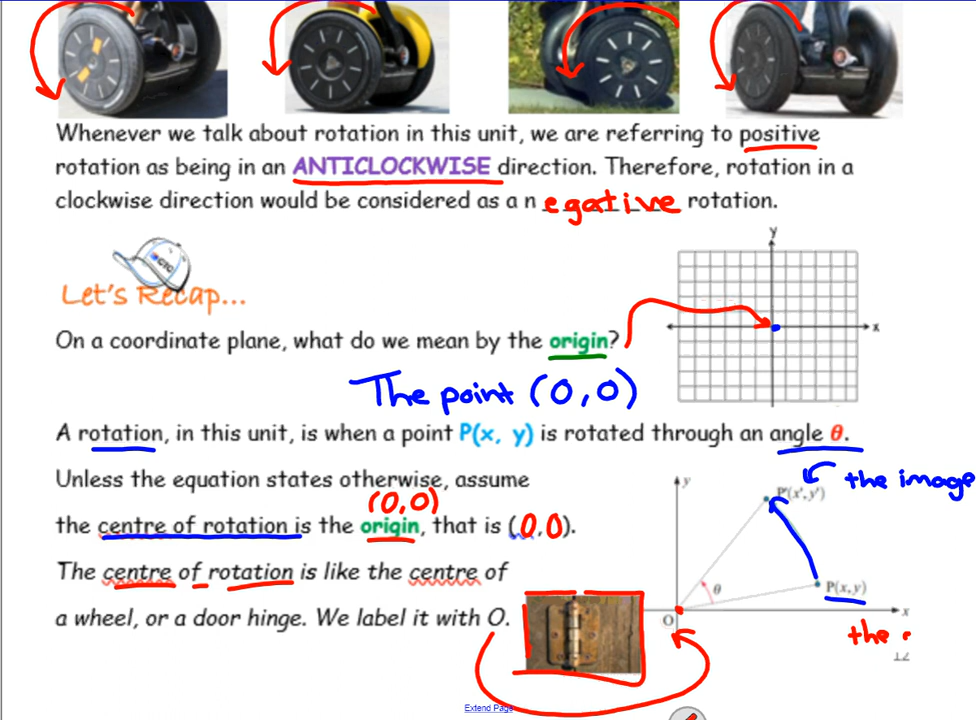 Whenever we talk about rotation in this unit, we are referring to positive
rotation as being in an ANTICLOCKWISE direction. Therefore, rotation in a
clockwise direction would be considered as a n egative rotation.
y
CTC
Let's Recap...
x
On a coordinate plane, what do we mean by the origin?
The point (0,0)
A rotation, in this unit, is when a point P(x, y) is rotated through an angle θ.
Unless the equation states otherwise, assume
y
P'(x',y')
the image
(0,0)
the centre of rotation is the origin, that is (0,0).
The centre of rotation is like the centre of
θ
P(x,y)
a wheel, or a door hinge. We label it with O.
O
x
the
Extend Page